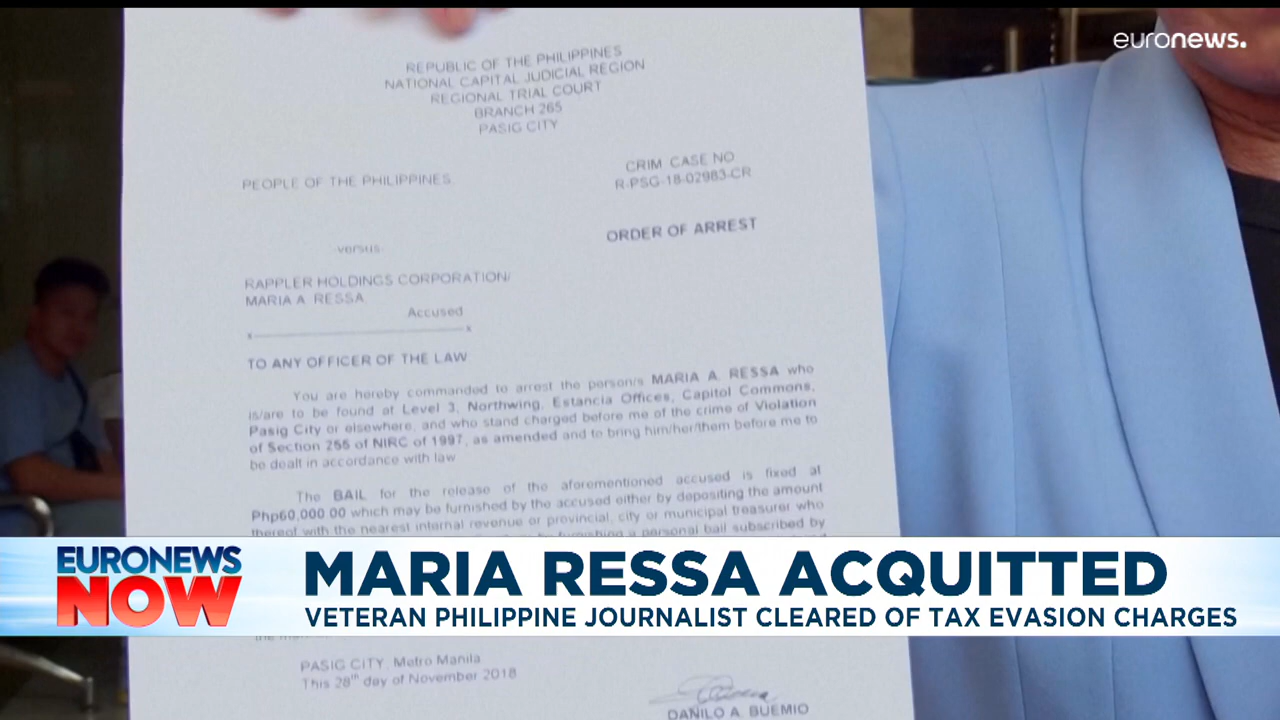 euronews.
REPUBLIC OF THE PHILIPPINES
NATIONAL CAPITAL JUDICIAL REGION
REGIONAL TRIAL COURT
BRANCH 265
PASIG CITY
PEOPLE OF THE PHILIPPINES,
CRIM CASE NO
R-PSG-18-02983-CR
-versus-
ORDER OF ARREST
RAPPLER HOLDINGS CORPORATION/
MARIA A. RESSA
Accused
x---------------------------------x
TO ANY OFFICER OF THE LAW
You are hereby commanded to arrest the person/s MARIA A. RESSA who
is/are to be found at Level 3, Northwing, Estancia Offices, Capitol Commons,
Pasig City or elsewhere, and who stand charged before me of the crime of Violation
of Section 255 of NIRC of 1997, as amended and to bring him/her/them before me to
be dealt in accordance with law
The BAIL for the release of the aforementioned accused is fixed at
Php60,000.00 which may be furnished by the accused either by depositing the amount
thereof with the nearest internal revenue or provincial, city or municipal treasurer who
furnishing a personal bail subscribed by
EURONEWS
NOW
MARIA RESSA ACQUITTED
VETERAN PHILIPPINE JOURNALIST CLEARED OF TAX EVASION CHARGES
PASIG CITY, Metro Manila
This 28th day of November 2018
DANILO A. BUEMIO